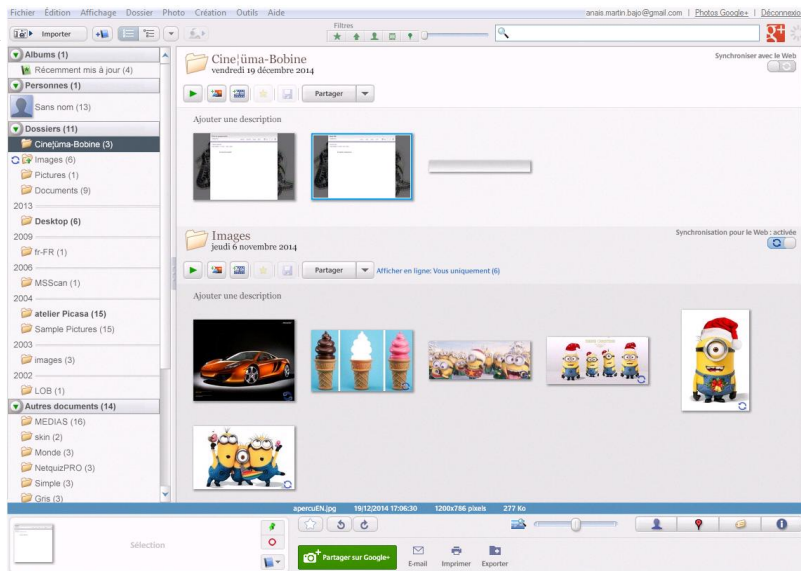 Fichier Édition Affichage Dossier Photo Création Outils Aide
anais.martin.bajo@gmail.com | Photos Google+ | Déconnexio
Importer
Filtres
Albums (1)
Récemment mis à jour (4)
Personnes (1)
Sans nom (13)
Dossiers (11)
Cine¦üma-Bobine (3)
Images (6)
Pictures (1)
Documents (9)
2013
Desktop (6)
2009
fr-FR (1)
2006
MSScan (1)
2004
atelier Picasa (15)
Sample Pictures (15)
2003
images (3)
2002
LOB (1)
Autres documents (14)
MEDIAS (16)
skin (2)
Monde (3)
NetquizPRO (3)
Simple (3)
Gris (3)
Cine¦üma-Bobine
vendredi 19 décembre 2014
Synchroniser avec le Web
Partager
Ajouter une description
Images
jeudi 6 novembre 2014
Synchronisation pour le Web : activée
Partager
Afficher en ligne: Vous uniquement (6)
Ajouter une description
apercuEN.jpg 19/12/2014 17:06:30 1200x786 pixels 277 Ko
Sélection
Partager sur Google+
E-mail Imprimer Exporter